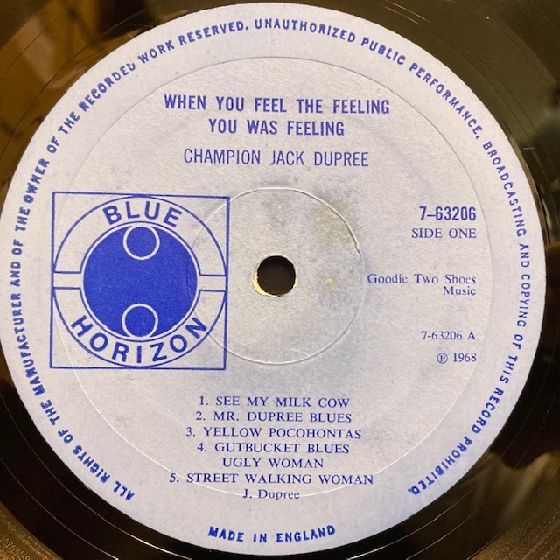 ALL RIGHTS OF THE MANUFACTURER AND OF THE OWNER OF THE RECORDED WORK RESERVED. UNAUTHORIZED PUBLIC PERFORMANCE, BROADCASTING AND COPYING OF THIS RECORD PROHIBITED.
WHEN YOU FEEL THE FEELING
YOU WAS FEELING
CHAMPION JACK DUPREE
BLUE
HORIZON
7-63206
SIDE ONE
Goodie Two Shoes
Music
7-63206 A
℗ 1968
1. SEE MY MILK COW
2. MR. DUPREE BLUES
3. YELLOW POCOHONTAS
4. GUTBUCKET BLUES
UGLY WOMAN
5. STREET WALKING WOMAN
J. Dupree
MADE IN ENGLAND